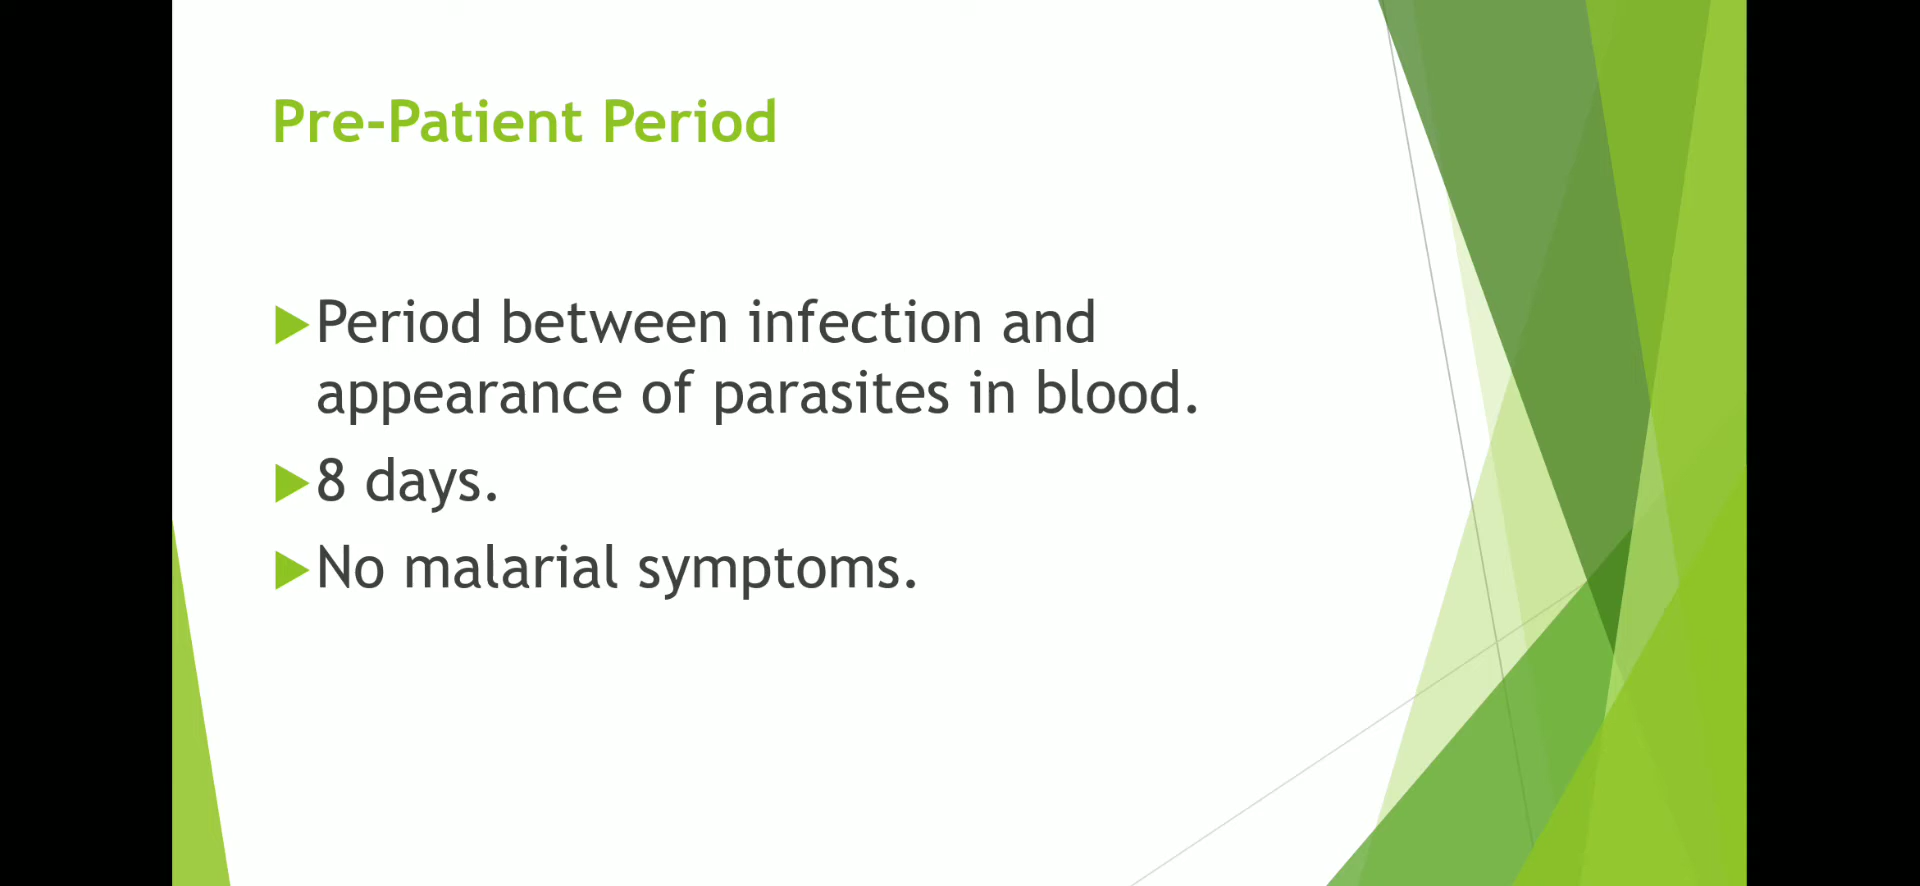 Pre-Patient Period
Period between infection and
appearance of parasites in blood.
8 days.
No malarial symptoms.